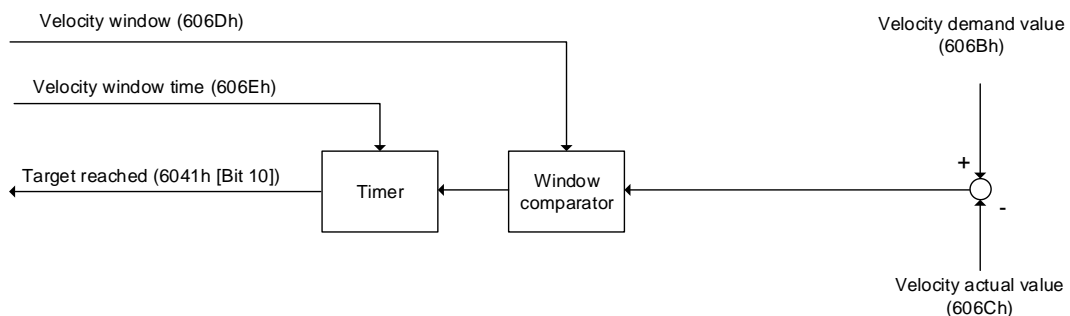 Velocity window (606Dh)
Velocity demand value
(606Bh)
Velocity window time (606Eh)
Target reached (6041h [Bit 10])
Timer
Window
comparator
+
-
Velocity actual value
(606Ch)